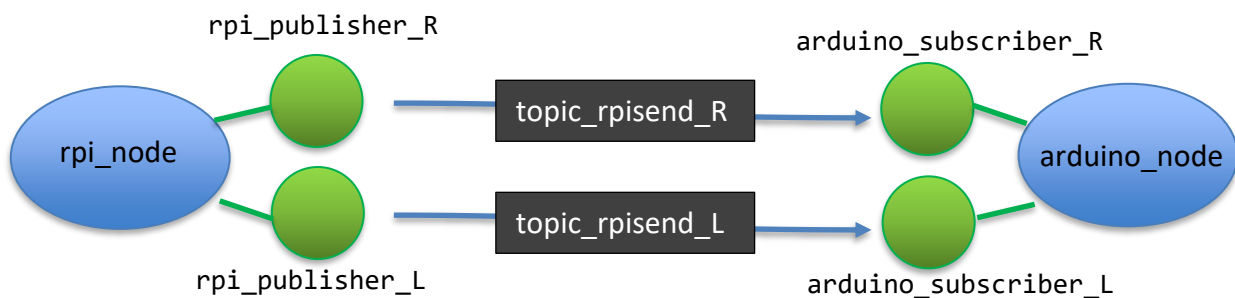 rpi_publisher_R
arduino_subscriber_R
topic_rpisend_R
rpi_node
arduino_node
topic_rpisend_L
rpi_publisher_L
arduino_subscriber_L